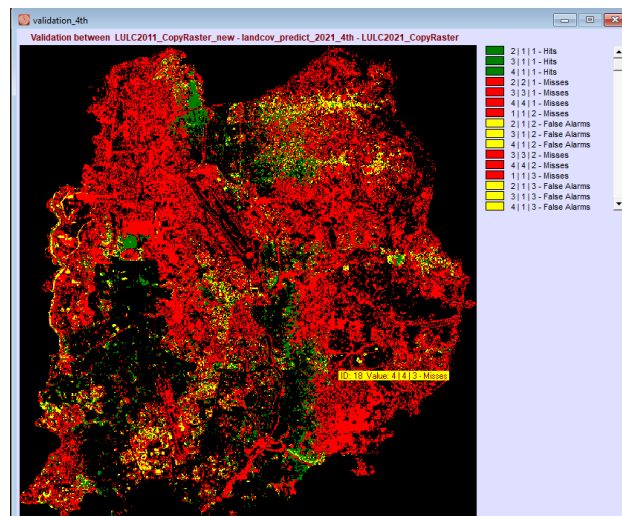 validation_4th
Validation between LULC2011_CopyRaster_new - landcov_predict_2021_4th - LULC2021_CopyRaster
2 | 1 | 1 - Hits
3 | 1 | 1 - Hits
4 | 1 | 1 - Hits
2 | 2 | 1 - Misses
3 | 3 | 1 - Misses
4 | 4 | 1 - Misses
1 | 1 | 2 - Misses
2 | 1 | 2 - False Alarms
3 | 1 | 2 - False Alarms
4 | 1 | 2 - False Alarms
3 | 3 | 2 - Misses
4 | 4 | 2 - Misses
1 | 1 | 3 - Misses
2 | 1 | 3 - False Alarms
3 | 1 | 3 - False Alarms
4 | 1 | 3 - False Alarms
ID: 18 Value: 4 | 4 | 3 - Misses